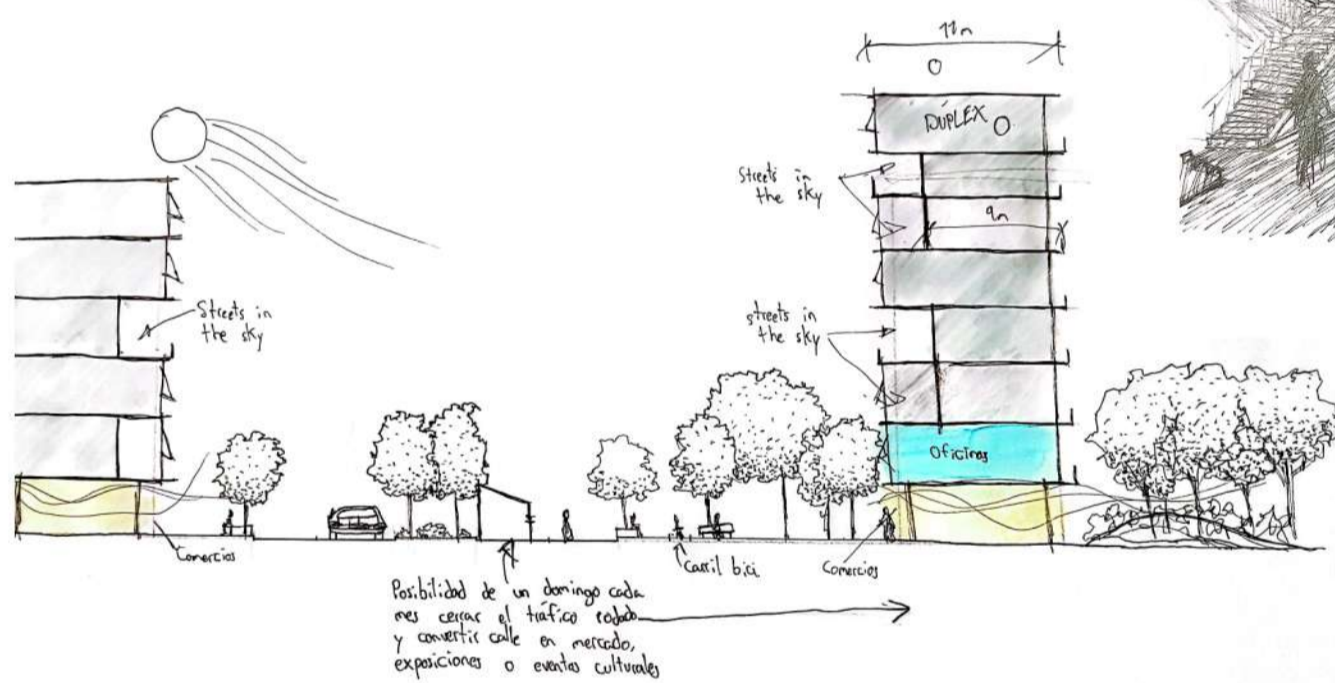 11m
DÚPLEX
Streets in
the sky
9m
Streets in
the sky
streets in
the sky
Oficinas
Comercios
Carril bici
Comercios
Posibilidad de un domingo cada
mes cerrar el tráfico rodado
y convertir calle en mercado,
exposiciones o eventos culturales